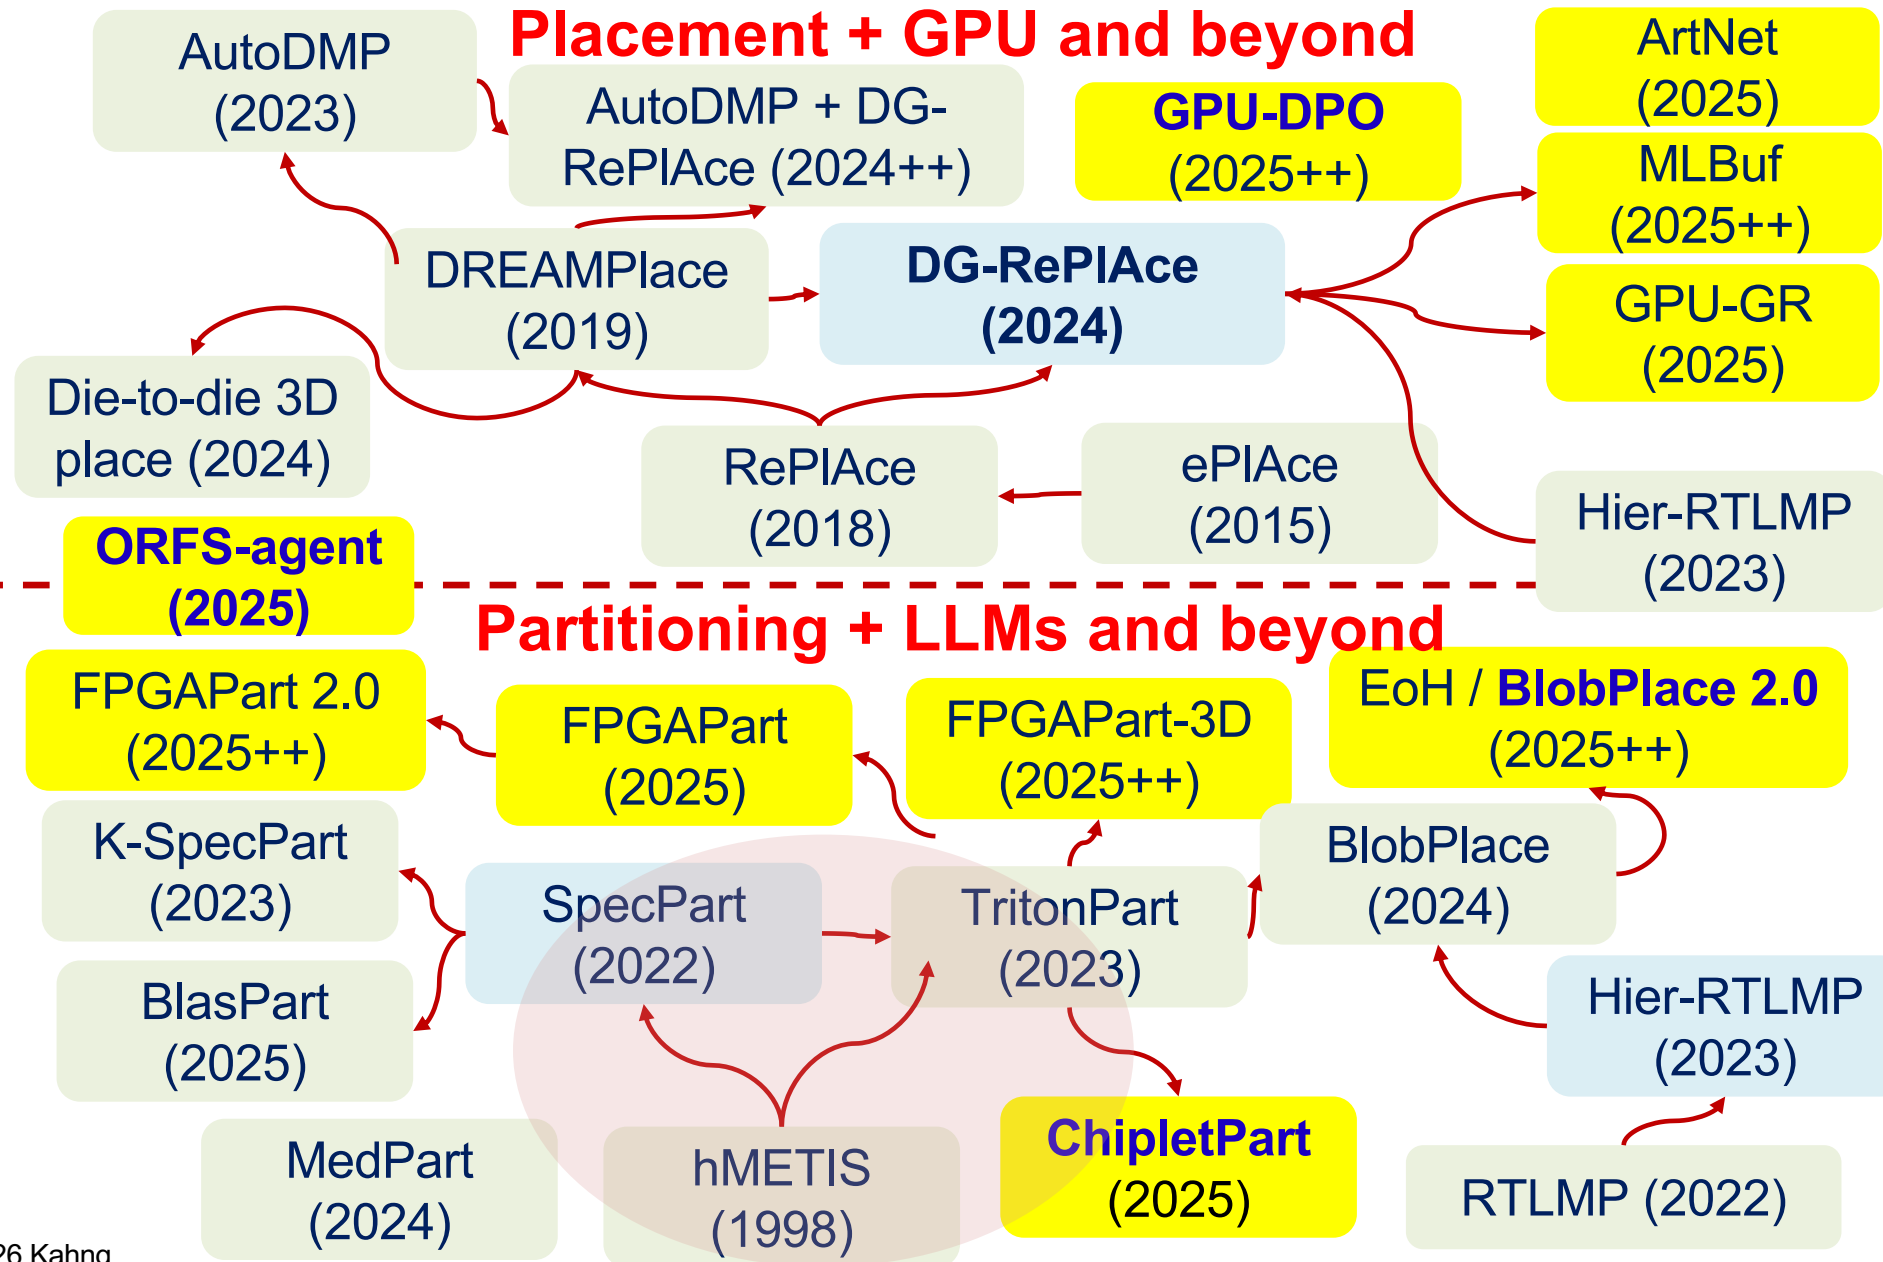 Placement + GPU and beyond
AutoDMP
(2023)
AutoDMP + DG-
RePlAce (2024++)
GPU-DPO
(2025++)
ArtNet
(2025)
MLBuf
(2025++)
DREAMPlace
(2019)
DG-RePlAce
(2024)
GPU-GR
(2025)
Die-to-die 3D
place (2024)
RePlAce
(2018)
ePlAce
(2015)
Hier-RTLMP
(2023)
ORFS-agent
(2025)
Partitioning + LLMs and beyond
FPGAPart 2.0
(2025++)
FPGAPart
(2025)
FPGAPart-3D
(2025++)
EoH / BlobPlace 2.0
(2025++)
K-SpecPart
(2023)
SpecPart
(2022)
TritonPart
(2023)
BlobPlace
(2024)
BlasPart
(2025)
Hier-RTLMP
(2023)
MedPart
(2024)
hMETIS
(1998)
ChipletPart
(2025)
RTLMP (2022)
26 Kahng